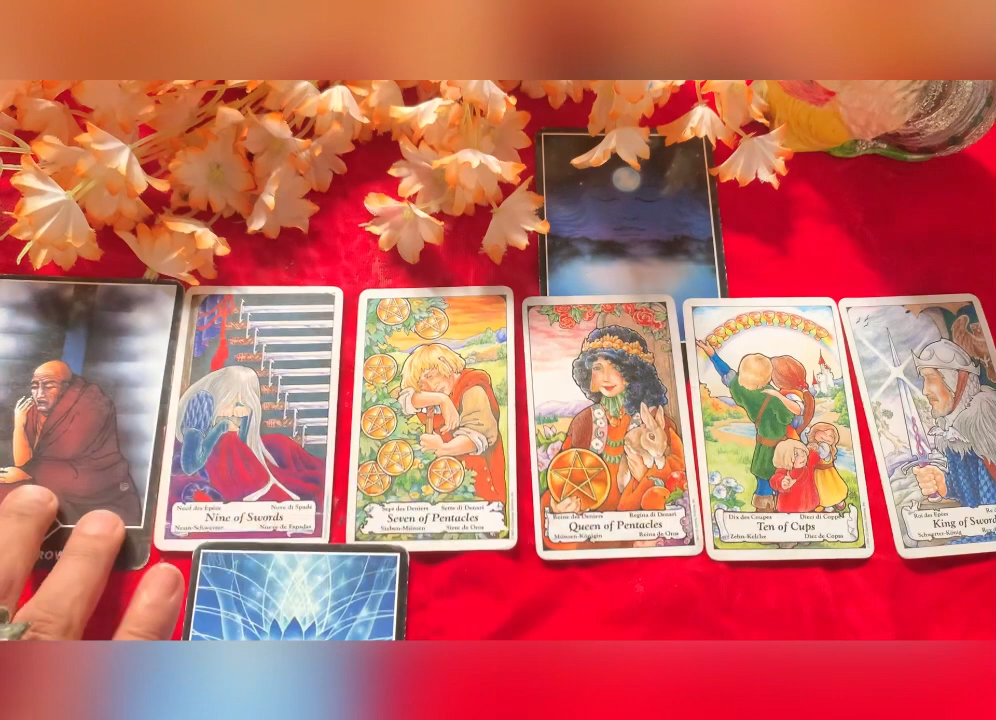 Neuf des Epées Nove di Spade
Nine of Swords
Neun-Schwerter Nueve de Espadas
Sept des Deniers Sette di Denari
Seven of Pentacles
Sieben-Münzen Siete de Oros
Reine des Deniers Regina di Denari
Queen of Pentacles
Münzen-Königin Reina de Oros
Dix des Coupes Dieci di Coppe
Ten of Cups
Zehn-Kelche Diez de Copas
Roi des Epées
King of Sword
Schwerter-König